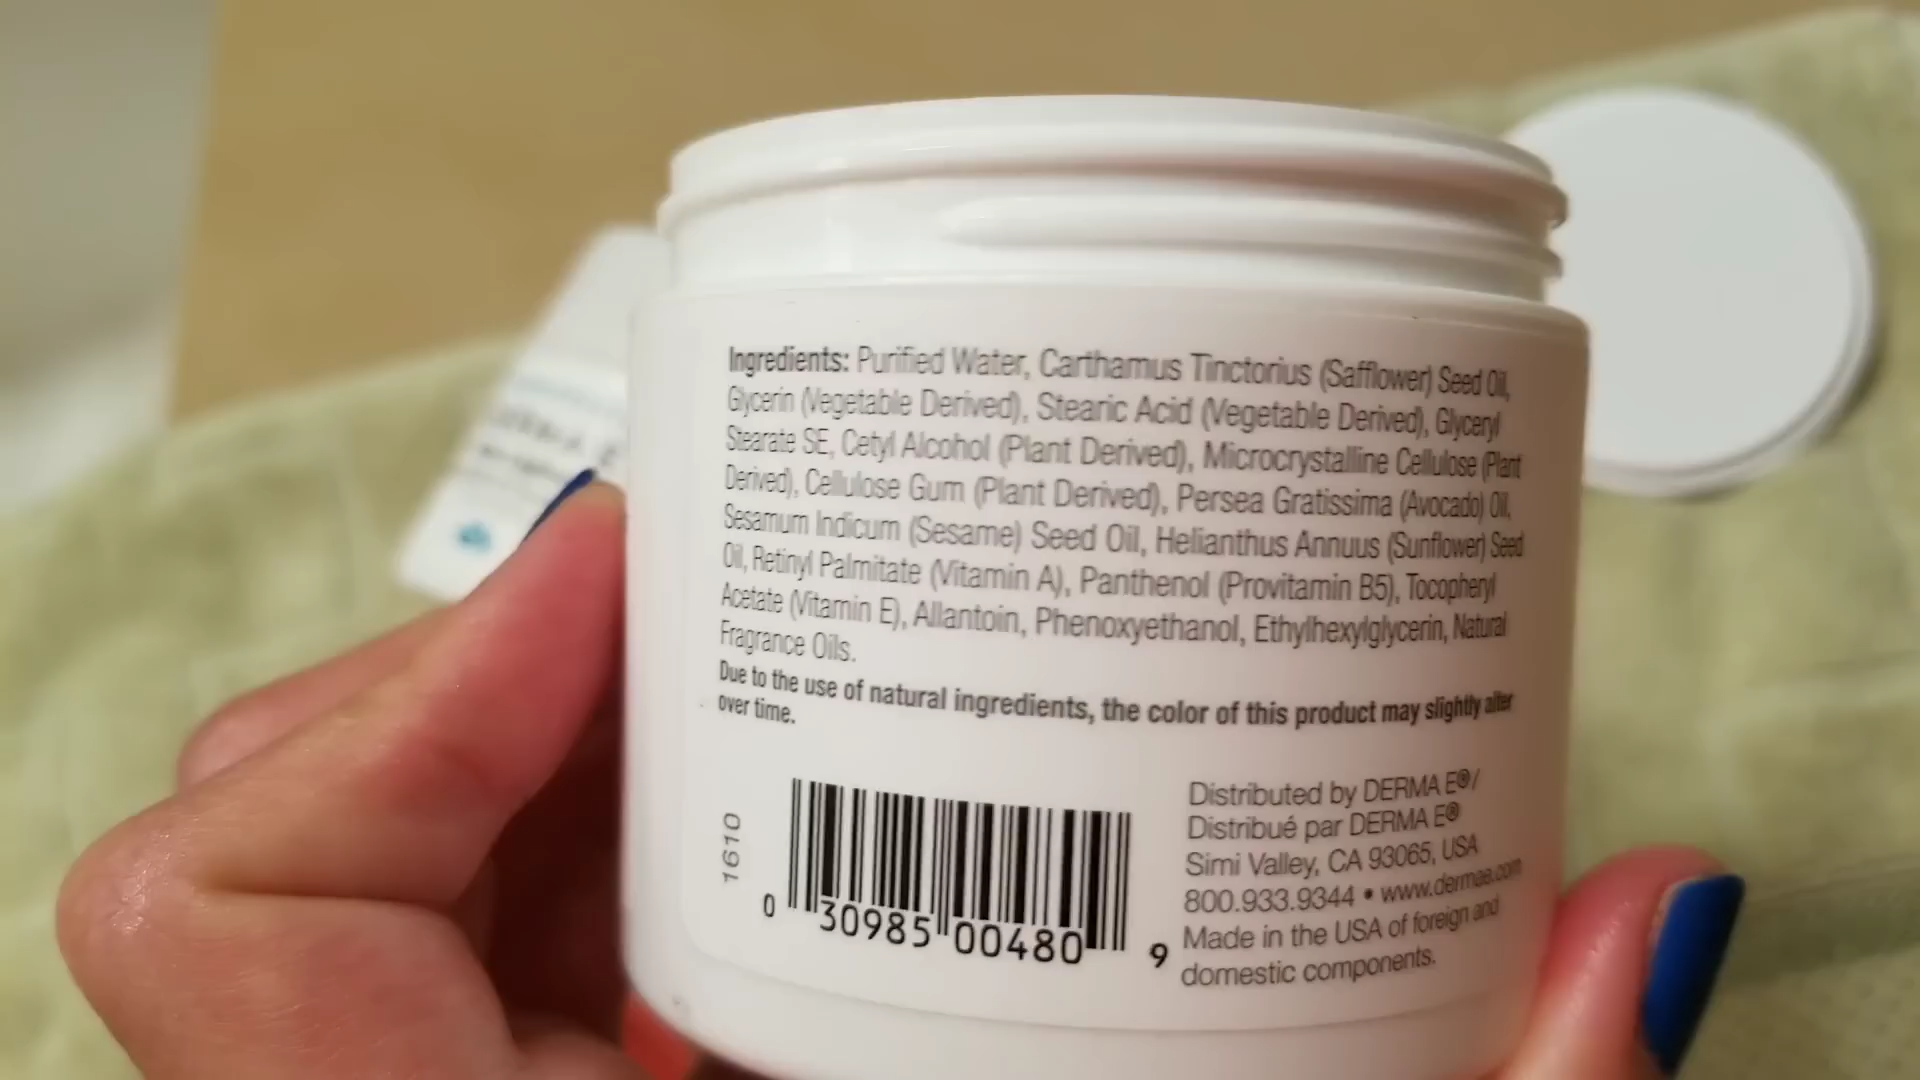 Ingredients: Purified Water, Carthamus Tinctorius (Safflower) Seed Oil,
Glycerin (Vegetable Derived), Stearic Acid (Vegetable Derived), Glyceryl
Stearate SE, Cetyl Alcohol (Plant Derived), Microcrystalline Cellulose (Plant
Derived), Cellulose Gum (Plant Derived), Persea Gratissima (Avocado) Oil,
Sesamum Indicum (Sesame) Seed Oil, Helianthus Annuus (Sunflower) Seed
Oil, Retinyl Palmitate (Vitamin A), Panthenol (Provitamin B5), Tocopheryl
Acetate (Vitamin E), Allantoin, Phenoxyethanol, Ethylhexylglycerin, Natural
Fragrance Oils.
Due to the use of natural ingredients, the color of this product may slightly alter
over time.
1610
0 30985 00480 9
Distributed by DERMA E®/
Distribué par DERMA E®
Simi Valley, CA 93065, USA
800.933.9344 • www.dermae.com
Made in the USA of foreign and
domestic components.